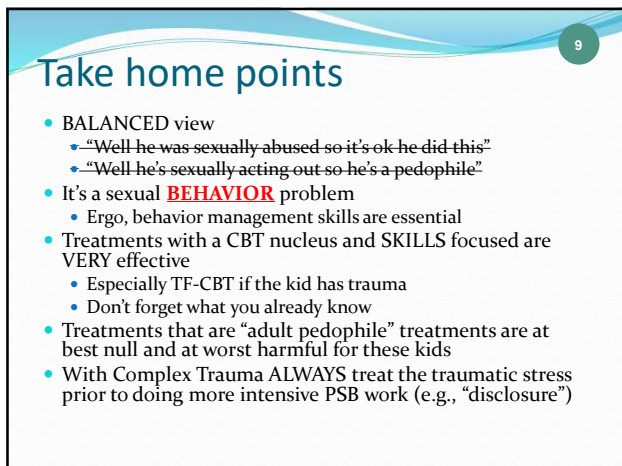 9
Take home points
BALANCED view
“Well he was sexually abused so it’s ok he did this”
“Well he’s sexually acting out so he’s a pedophile”
It’s a sexual BEHAVIOR problem
Ergo, behavior management skills are essential
Treatments with a CBT nucleus and SKILLS focused are
VERY effective
Especially TF-CBT if the kid has trauma
Don’t forget what you already know
Treatments that are “adult pedophile” treatments are at
best null and at worst harmful for these kids
With Complex Trauma ALWAYS treat the traumatic stress
prior to doing more intensive PSB work (e.g., “disclosure”)